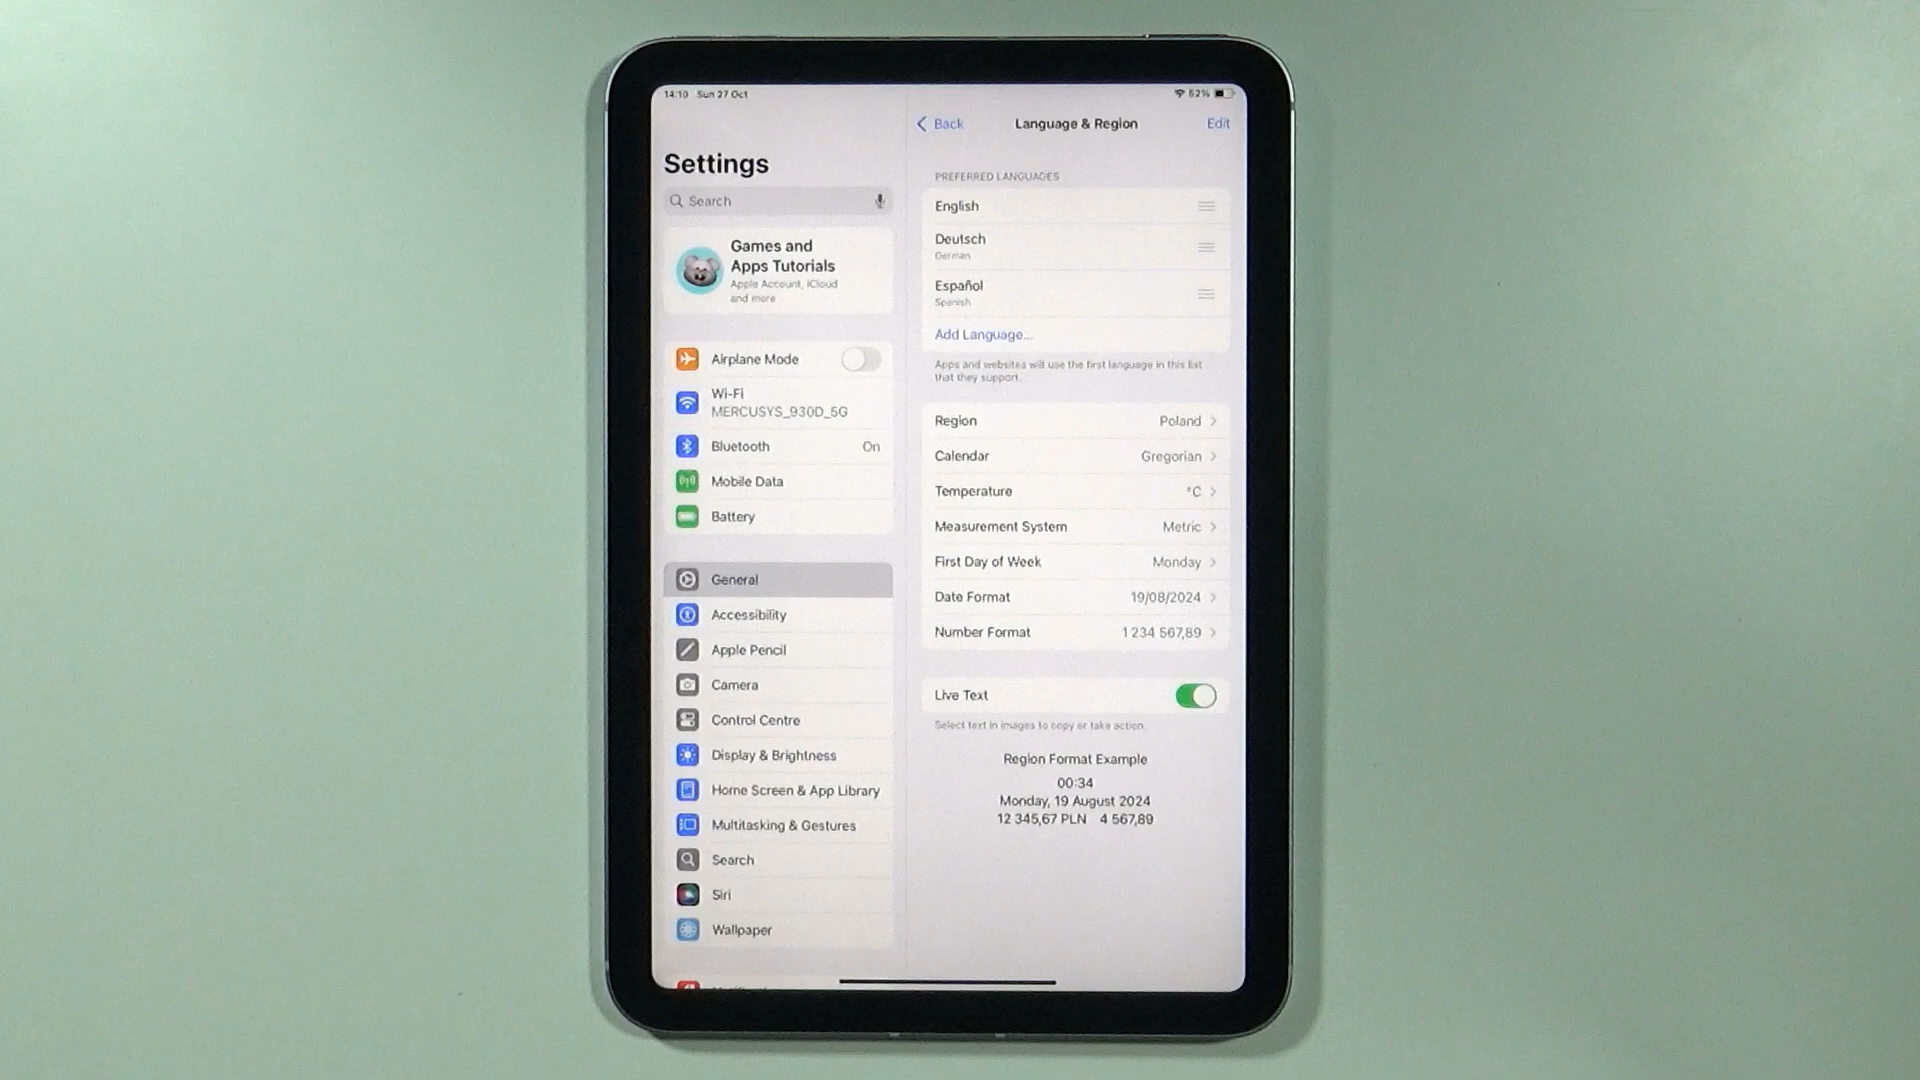 14:10 Sun 27 Oct
52%
Settings
Search
Games and
Apps Tutorials
Apple Account, iCloud
and more
Airplane Mode
Wi-Fi
MERCUSYS_930D_5G
Bluetooth On
Mobile Data
Battery
General
Accessibility
Apple Pencil
Camera
Control Centre
Display & Brightness
Home Screen & App Library
Multitasking & Gestures
Search
Siri
Wallpaper
Back Language & Region Edit
PREFERRED LANGUAGES
English
Deutsch
German
Español
Spanish
Add Language...
Apps and websites will use the first language in this list
that they support.
Region Poland
Calendar Gregorian
Temperature °C
Measurement System Metric
First Day of Week Monday
Date Format 19/08/2024
Number Format 1 234 567,89
Live Text
Select text in images to copy or take action.
Region Format Example
00:34
Monday, 19 August 2024
12 345,67 PLN 4 567,89